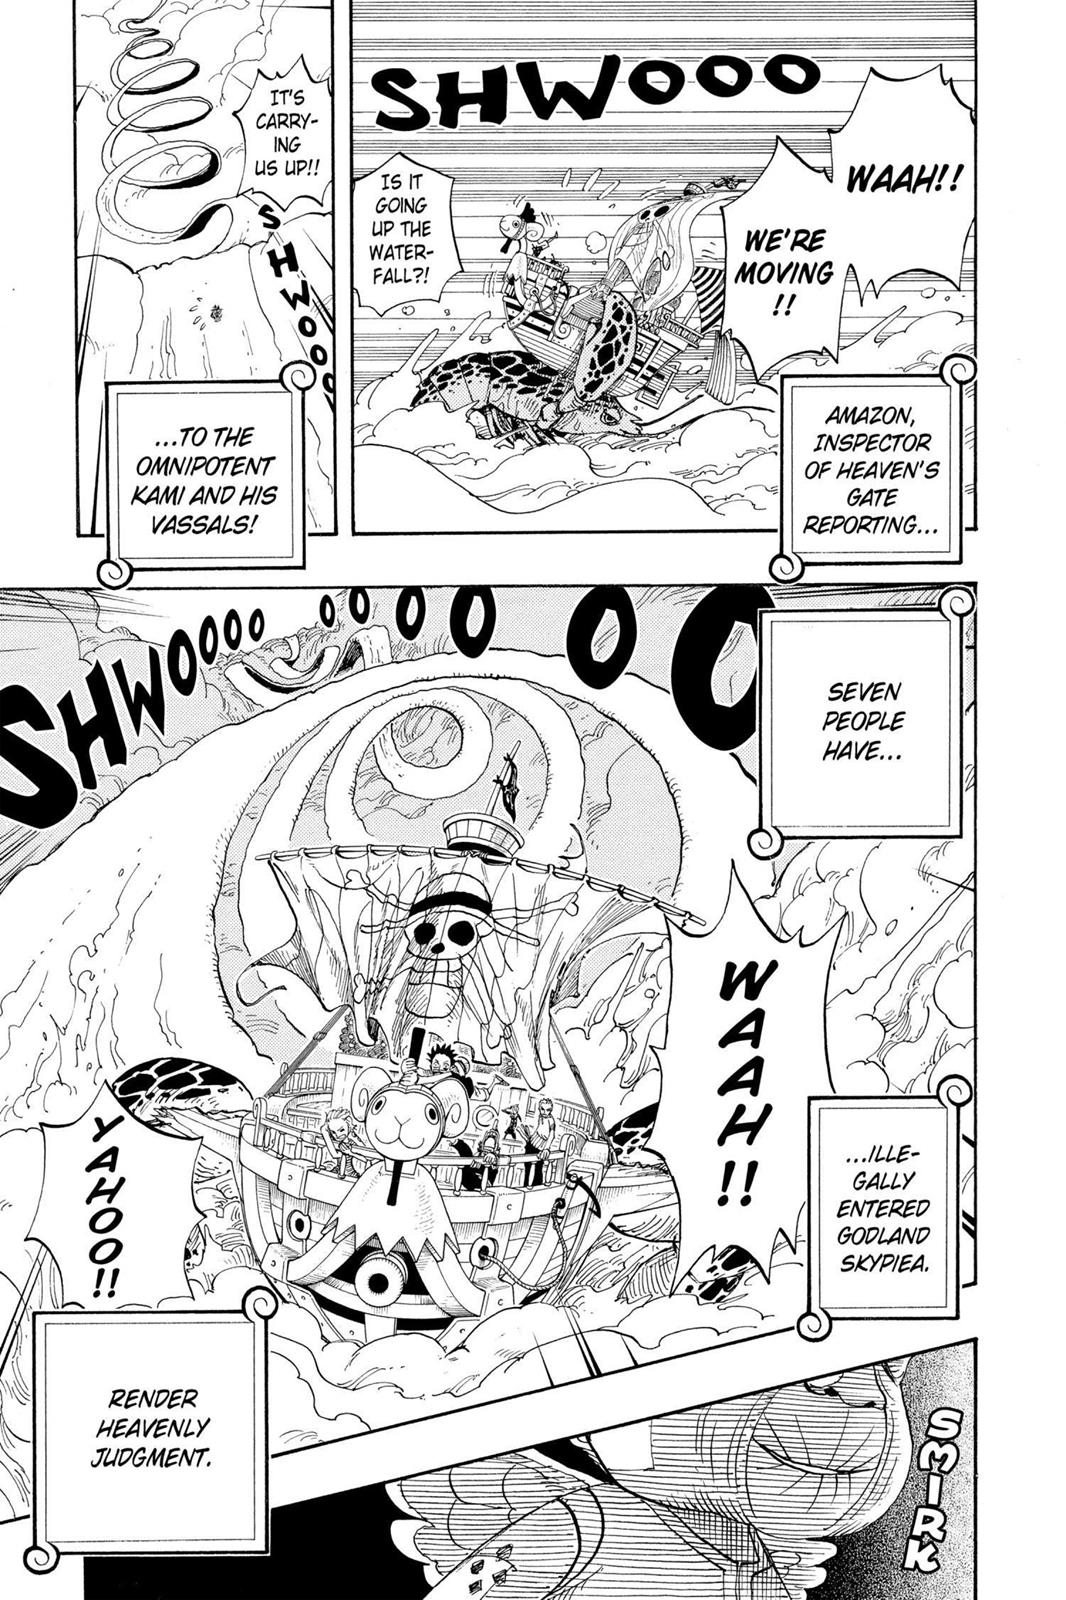 SHWOOO
WAAH!!
WE'RE
MOVING
!!
IS IT
GOING
UP THE
WATER-
FALL?!
AMAZON,
INSPECTOR
OF HEAVEN'S
GATE
REPORTING...
IT'S
CARRY-
ING
US UP!!
SHWOOO
...TO THE
OMNIPOTENT
KAMI AND HIS
VASSALS!
SHWOOOO OOOO O O O
SEVEN
PEOPLE
HAVE...
WAAH!!
...ILLE-
GALLY
ENTERED
GODLAND
SKYPIEA.
YAHOO!!
RENDER
HEAVENLY
JUDGMENT.
SMIRK